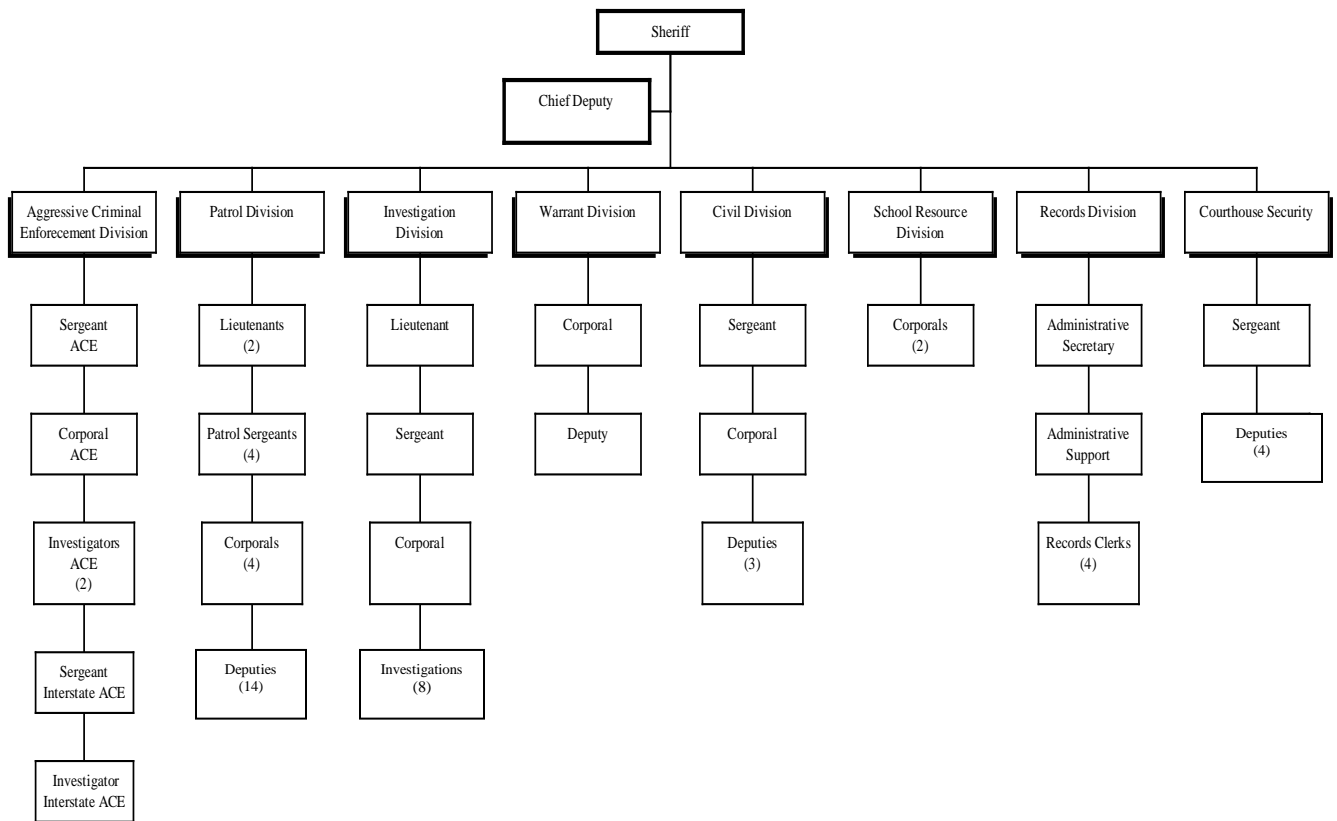 Sheriff
Chief Deputy
Aggressive Criminal
Enforecement Division
Patrol Division
Investigation
Division
Warrant Division
Civil Division
School Resource
Division
Records Division
Courthouse Security
Sergeant
ACE
Lieutenants
(2)
Lieutenant
Corporal
Sergeant
Corporals
(2)
Administrative
Secretary
Sergeant
Corporal
ACE
Patrol Sergeants
(4)
Sergeant
Deputy
Corporal
Administrative
Support
Deputies
(4)
Investigators
ACE
(2)
Corporals
(4)
Corporal
Deputies
(3)
Records Clerks
(4)
Sergeant
Interstate ACE
Deputies
(14)
Investigations
(8)
Investigator
Interstate ACE